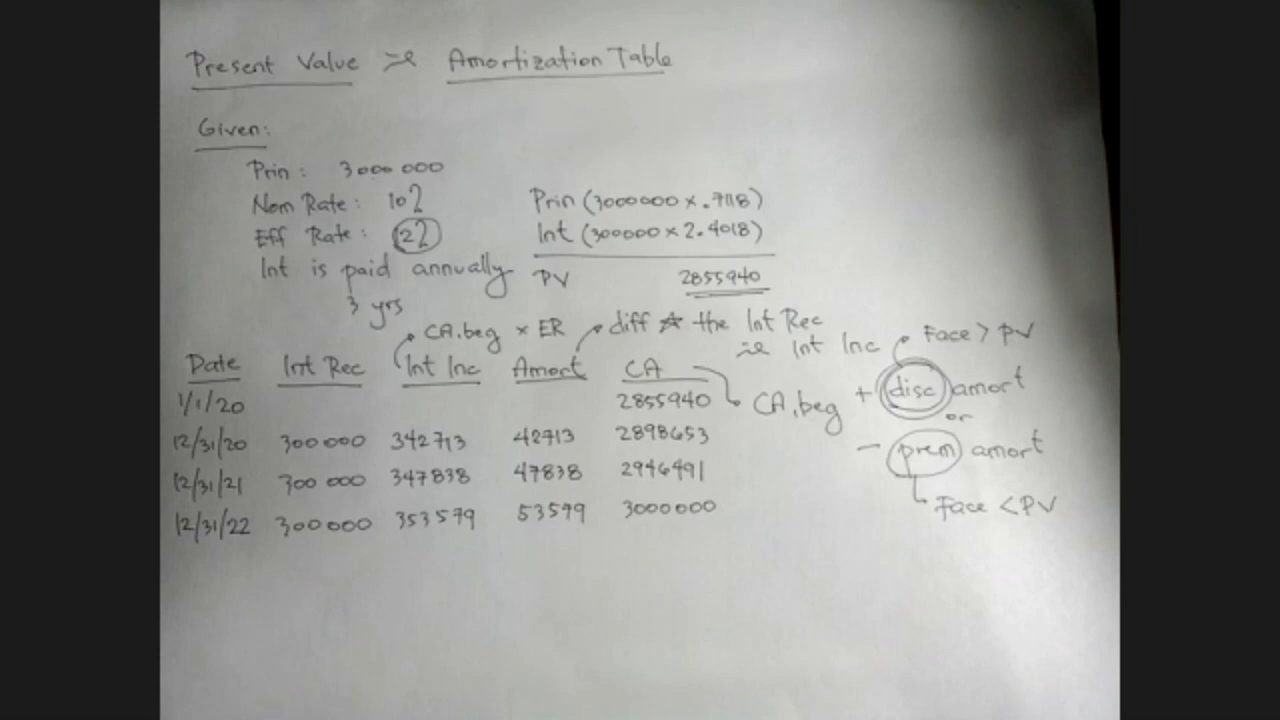 Present Value & Amortization Table
Given:
Prin: 3000 000
Nom Rate: 10%
Eff Rate: 12%
Int is paid annually
3 yrs
Prin (3000000 x .7118)
Int (300000 x 2.4018)
PV 2855940
CA.beg x ER
diff the Int Rec
& Int Inc
Face > PV
Date Int Rec Int Inc Amort CA
CA.beg + disc amort
or
- prem amort
Face < PV
1/1/20 2855940
12/31/20 300000 342713 42713 2898653
12/31/21 300 000 347838 47838 2946491
12/31/22 300000 353579 53579 3000000